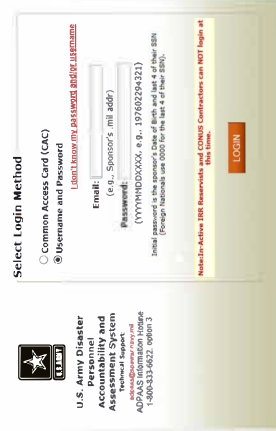 U.S.ARMY
U.S. Army Disaster
Personnel
Accountability and
Assessment System
Technical Support:
ADPAAS Information Hotline
1-800-833-6622, option 3
Select Login Method
Common Access Card (CAC)
Username and Password
I don't know my password and/or username
Email:
(e.g., Sponsor's .mil addr)
Password:
(YYYYMMDDXXXX, e.g., 197602294321)
Initial password is the sponsor's Date of Birth and last 4 of their SSN
(Foreign Nationals use 0000 for the last 4 of their SSN).
Note:In-Active IRR Reservists and CONUS Contractors can NOT login at
this time.
LOGIN